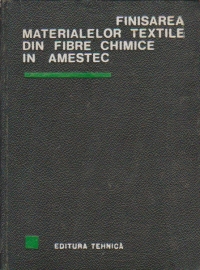 FINISAREA
MATERIALELOR TEXTILE
DIN FIBRE CHIMICE
IN AMESTEC
EDITURA TEHNICĂ